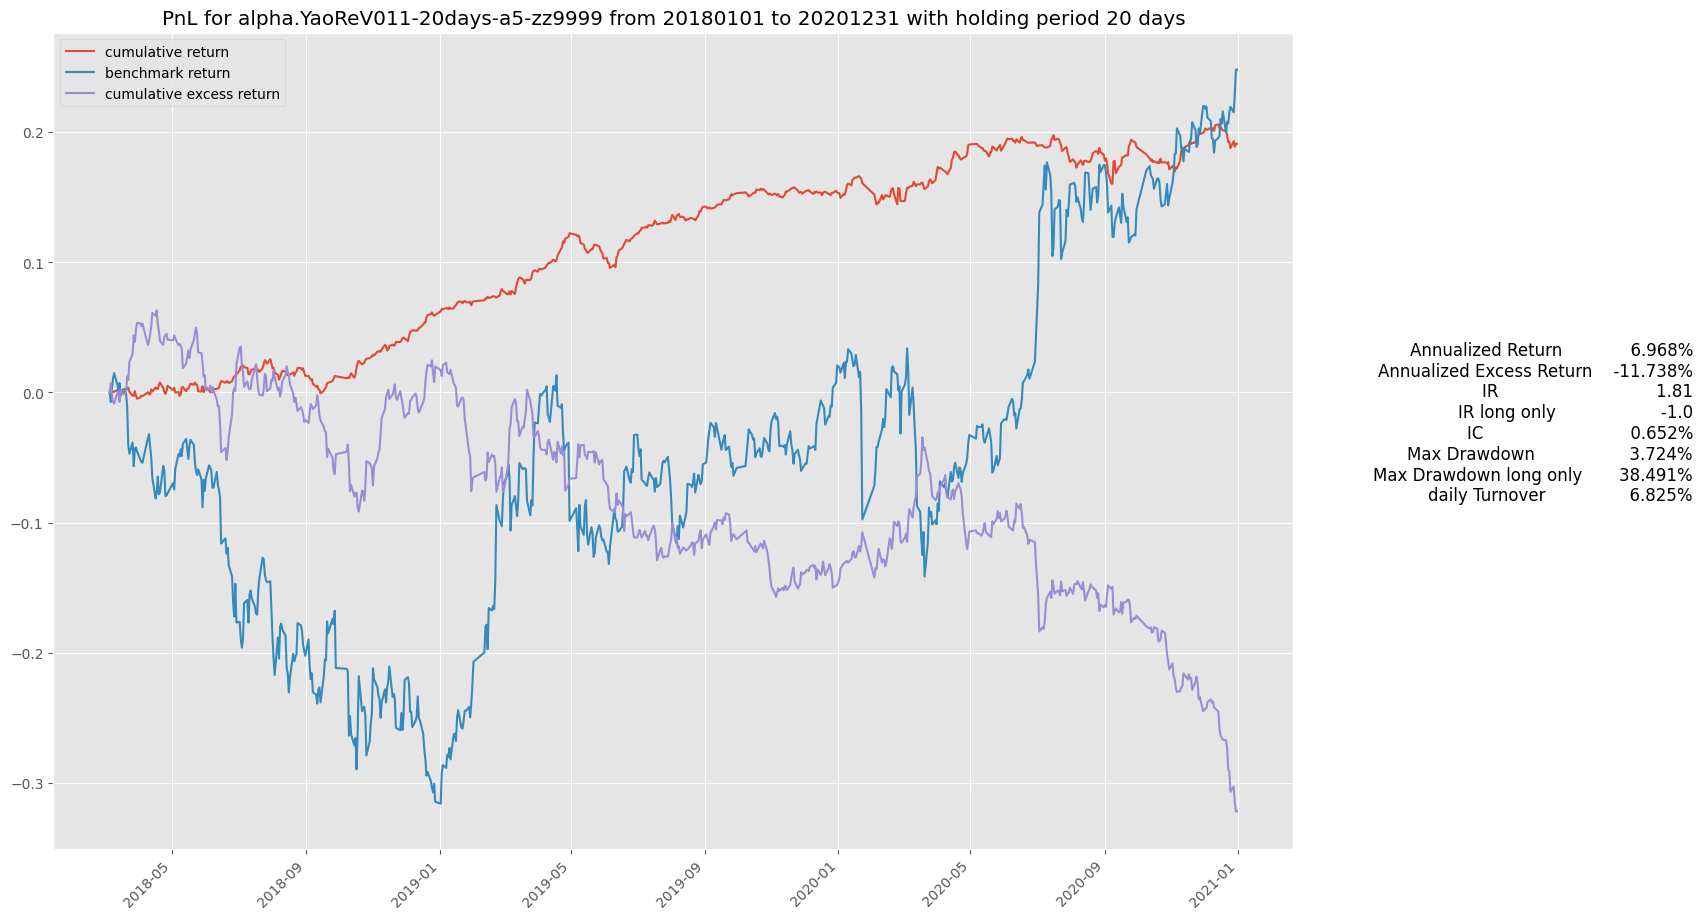 PnL for alpha.YaoReV011-20days-a5-zz9999 from 20180101 to 20201231 with holding period 20 days
cumulative return
benchmark return
cumulative excess return
0.2
0.1
0.0
−0.1
−0.2
−0.3
2018-05
2018-09
2019-01
2019-05
2019-09
2020-01
2020-05
2020-09
2021-01
Annualized Return 6.968%
Annualized Excess Return -11.738%
IR 1.81
IR long only -1.0
IC 0.652%
Max Drawdown 3.724%
Max Drawdown long only 38.491%
daily Turnover 6.825%